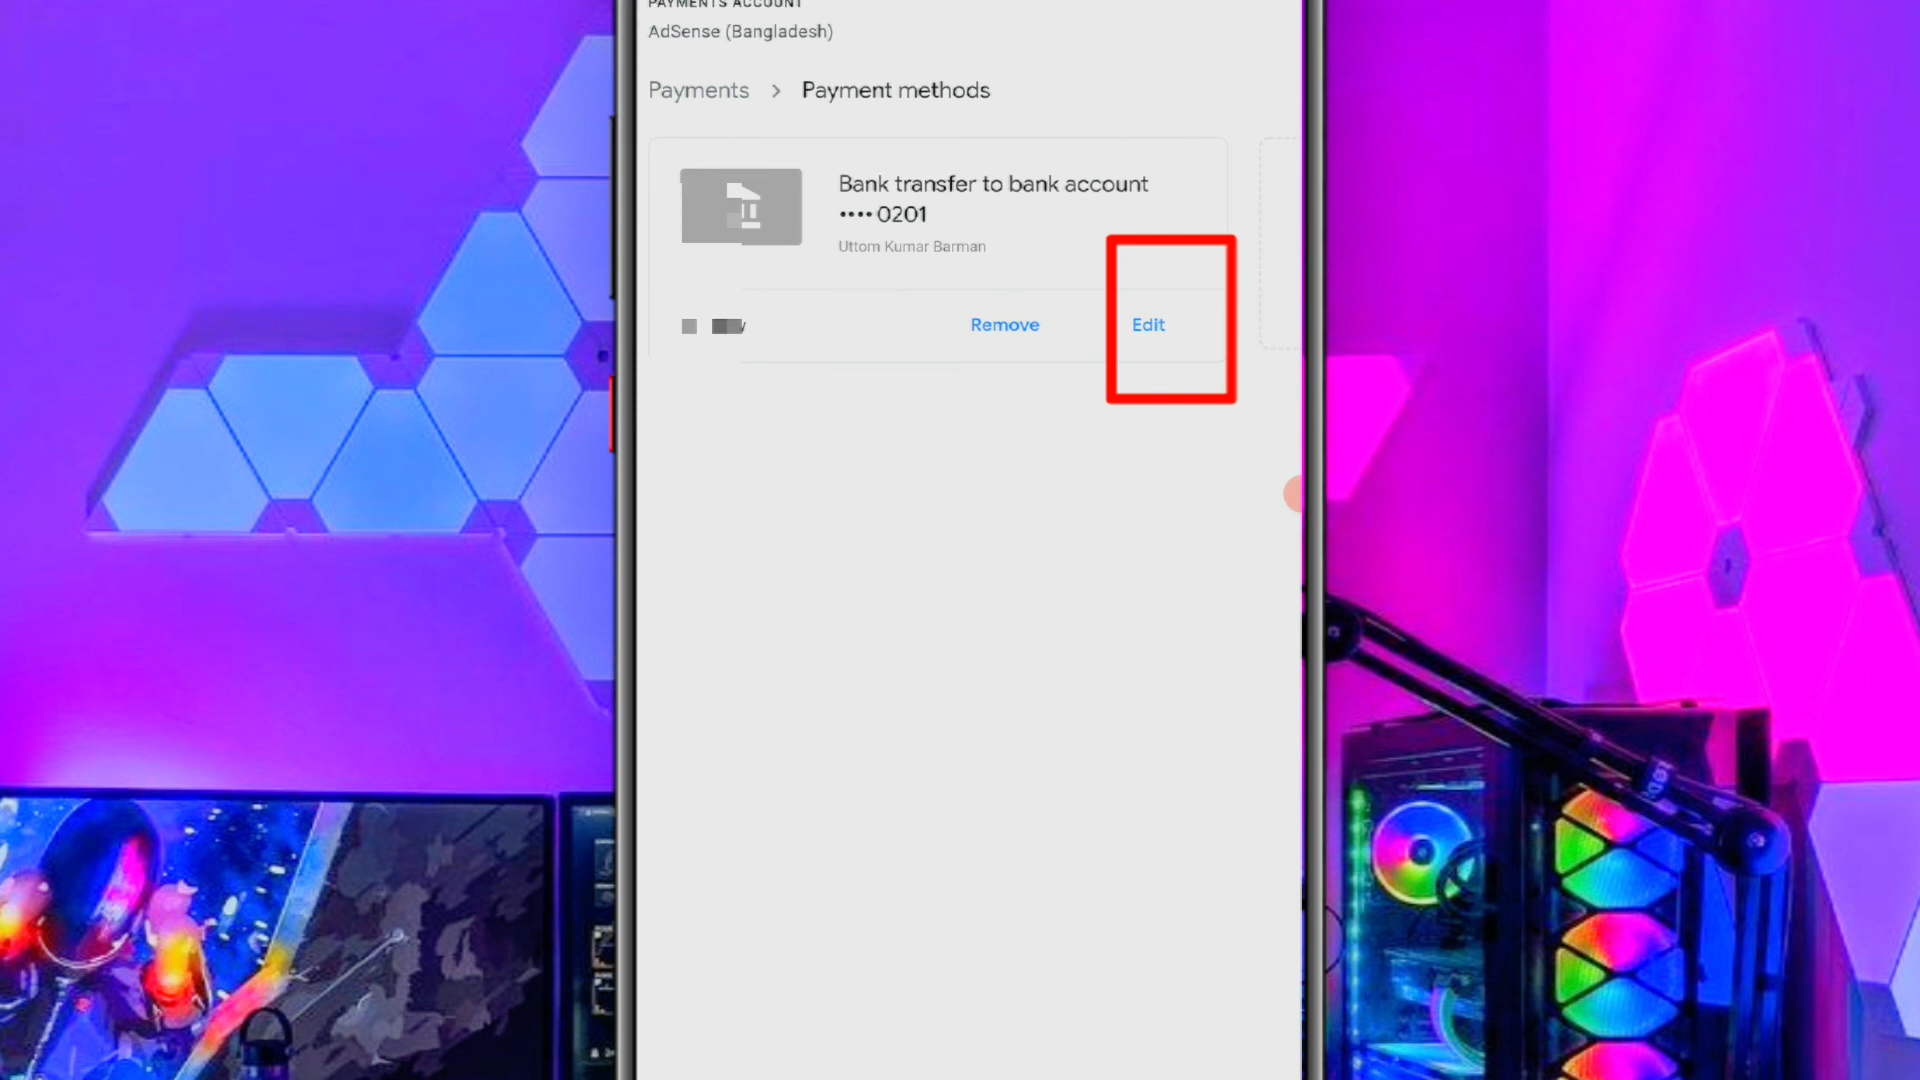 PAYMENTS ACCOUNT
AdSense (Bangladesh)
Payments > Payment methods
Bank transfer to bank account
•••• 0201
Uttom Kumar Barman
Remove Edit